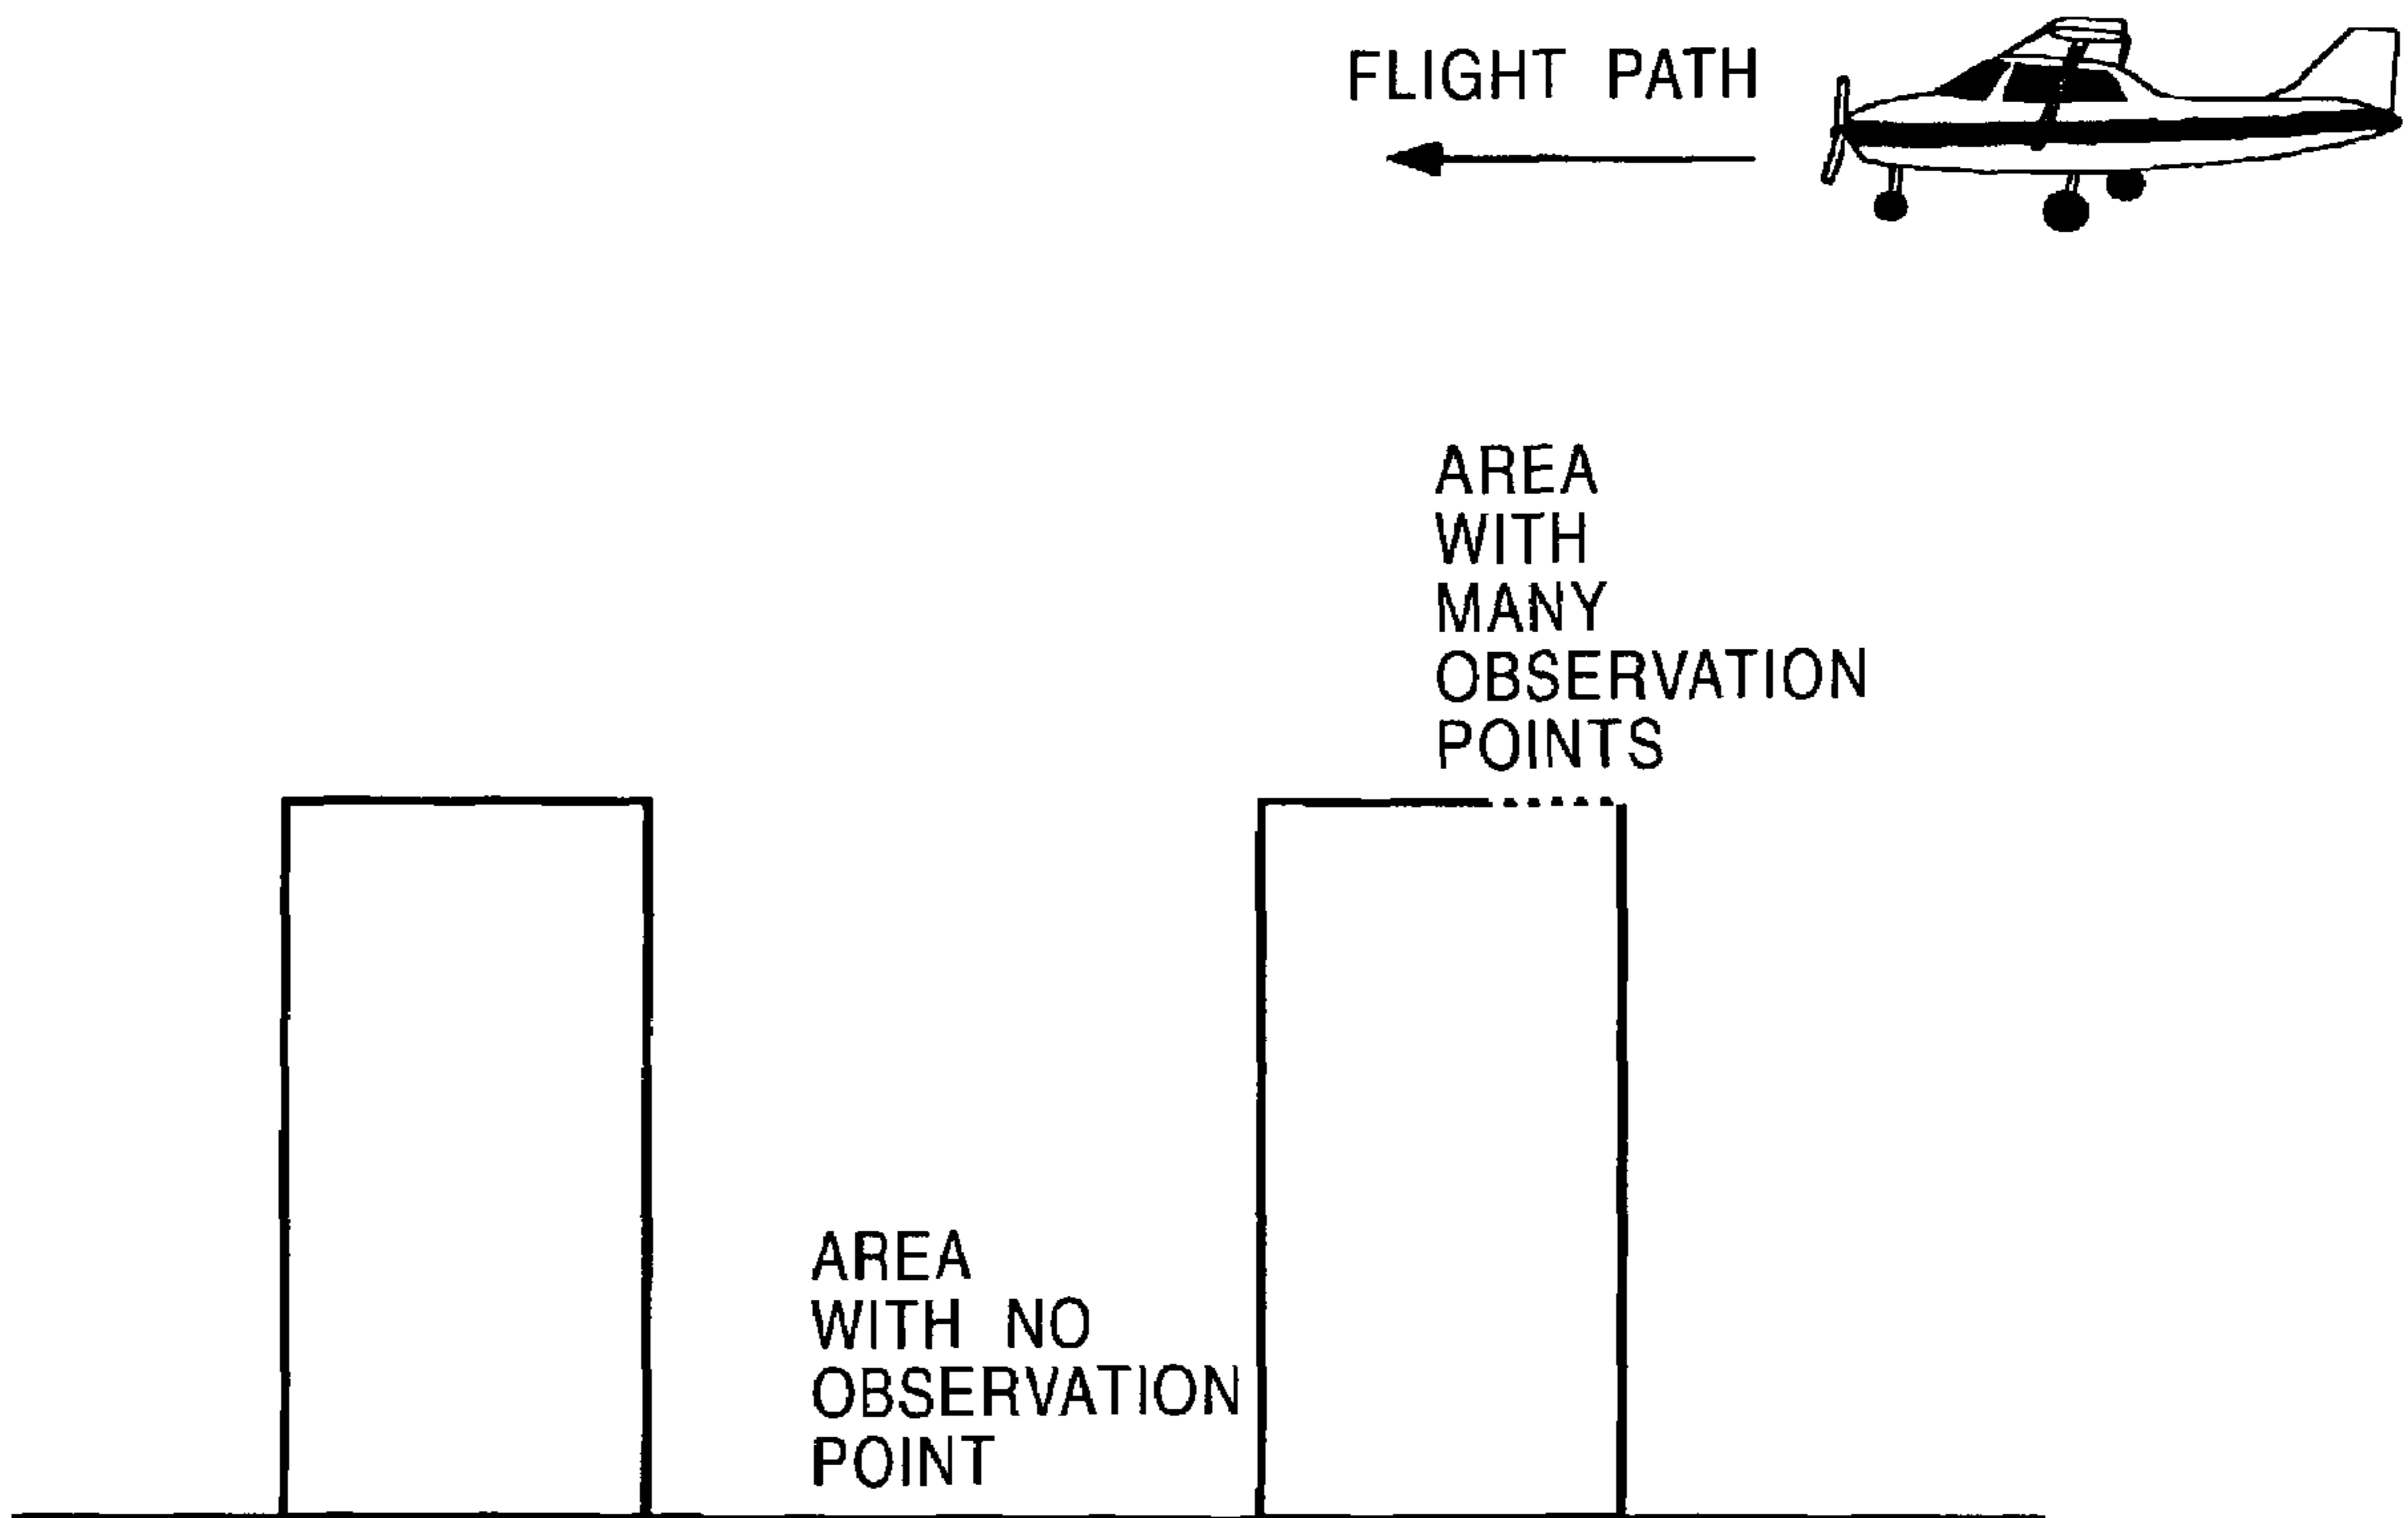 FLIGHT PATH
AREA
WITH
MANY
OBSERVATION
POINTS
AREA
WITH NO
OBSERVATION
POINT